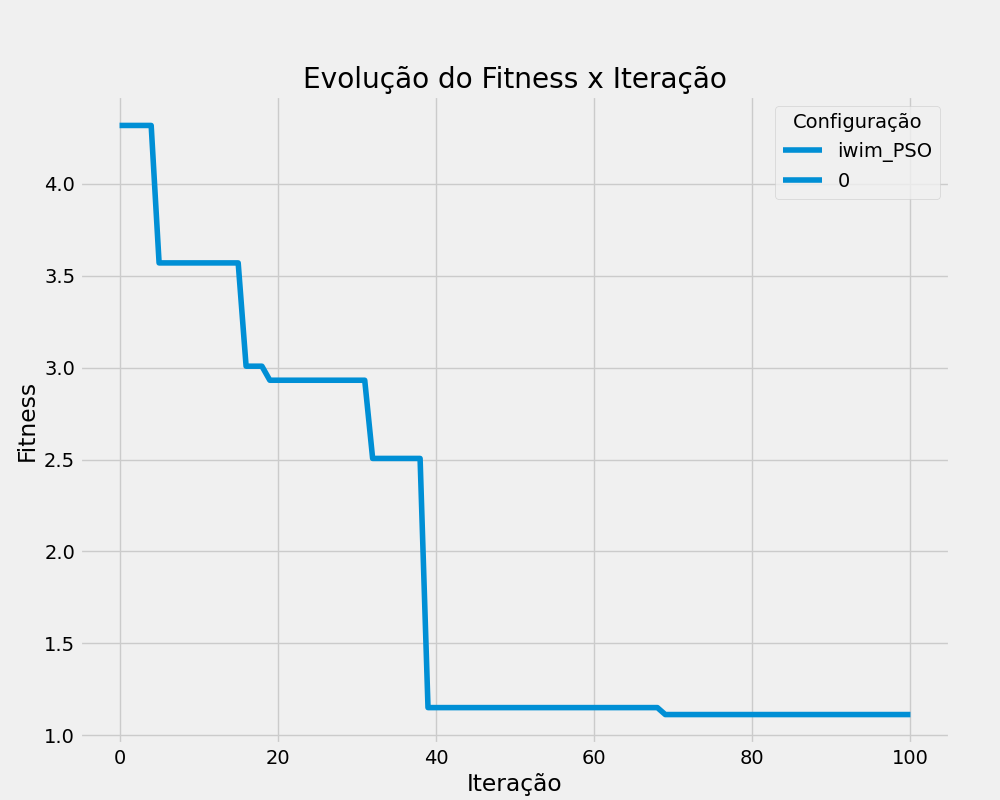 Evolução do Fitness x Iteração
Configuração
iwim_PSO
0
4.0
3.5
3.0
2.5
2.0
1.5
1.0
Fitness
0 20 40 60 80 100
Iteração